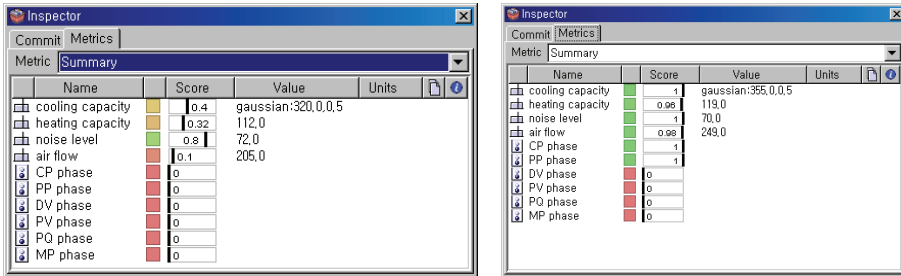 Inspector
Commit Metrics
Metric Summary
Name Score Value Units
cooling capacity 0.4 gaussian:320,0,0,5
heating capacity 0.32 112,0
noise level 0.8 72,0
air flow 0.1 205,0
CP phase 0
PP phase 0
DV phase 0
PV phase 0
PQ phase 0
MP phase 0
Inspector
Commit Metrics
Metric Summary
Name Score Value Units
cooling capacity 1 gaussian:355,0,0,5
heating capacity 0.96 119,0
noise level 1 70,0
air flow 0.98 249,0
CP phase 1
PP phase 1
DV phase 0
PV phase 0
PQ phase 0
MP phase 0